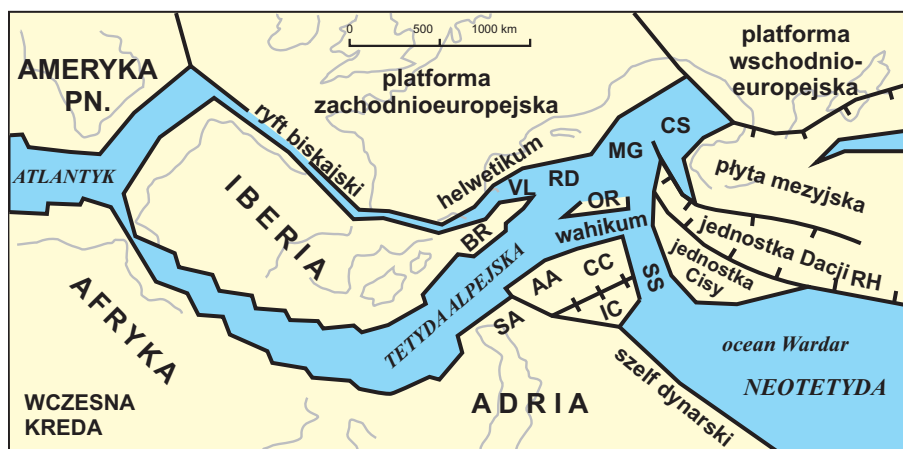 AMERYKA
PN.
0 500 1000 km
platforma
zachodnioeuropejska
platforma
wschodnio-
europejska
ATLANTYK
ryft biskajski
helwetikum
VL
RD
MG
CS
płyta mezyjska
IBERIA
BR
OR
wahikum
jednostka Dacji
RH
jednostka
Cisy
AFRYKA
TETYDA ALPEJSKA
SA
AA
CC
IC
SS
ocean Wardar
NEOTETYDA
szelf dynarski
ADRIA
WCZESNA
KREDA